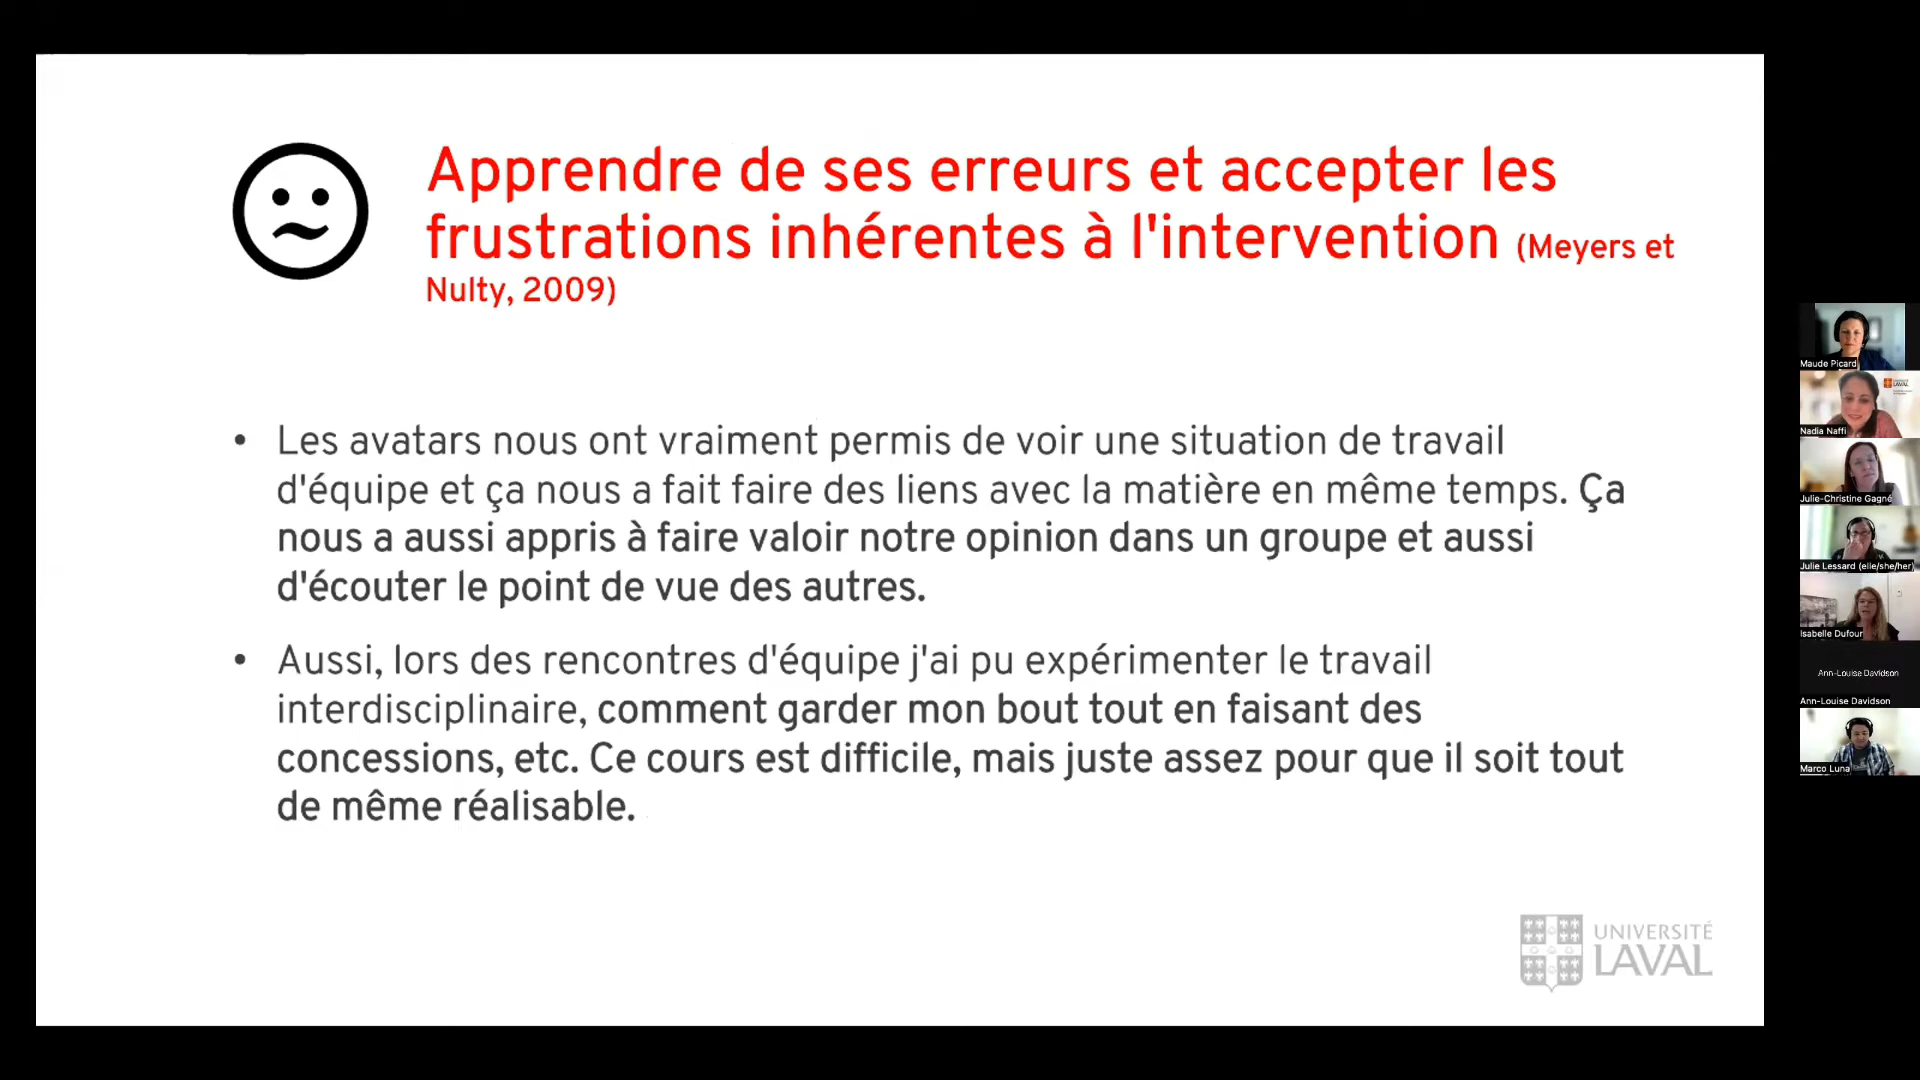 Apprendre de ses erreurs et accepter les
frustrations inhérentes à l'intervention (Meyers et
Nulty, 2009)
• Les avatars nous ont vraiment permis de voir une situation de travail
d'équipe et ça nous a fait faire des liens avec la matière en même temps. Ça
nous a aussi appris à faire valoir notre opinion dans un groupe et aussi
d'écouter le point de vue des autres.
• Aussi, lors des rencontres d'équipe j'ai pu expérimenter le travail
interdisciplinaire, comment garder mon bout tout en faisant des
concessions, etc. Ce cours est difficile, mais juste assez pour que il soit tout
de même réalisable.
UNIVERSITÉ
LAVAL
Maude Picard
UNIVERSITÉ
LAVAL
Nadia Naffi
Julie-Christine Gagné
Julie Lessard (elle/she/her)
Isabelle Dufour
Ann-Louise Davidson
Ann-Louise Davidson
Marco Luna